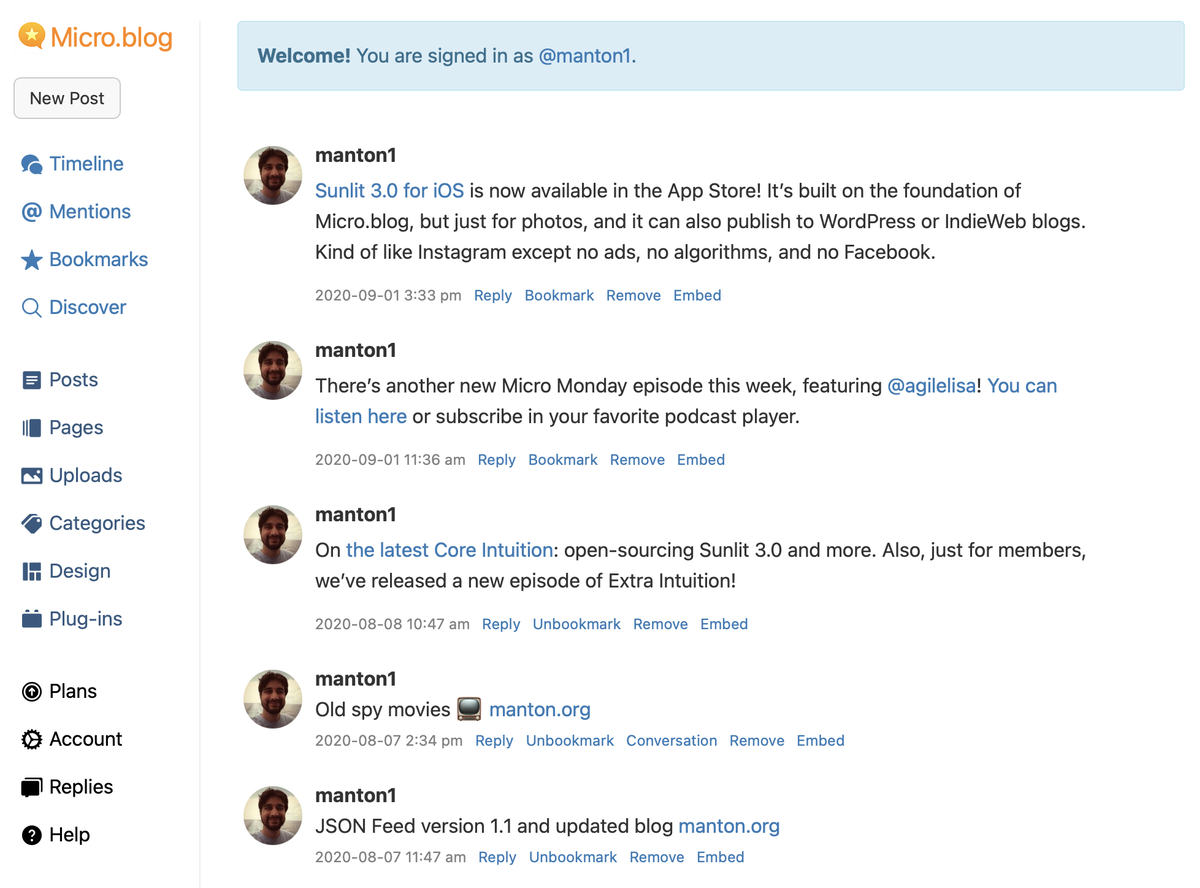 Micro.blog
New Post
Timeline
Mentions
Bookmarks
Discover
Posts
Pages
Uploads
Categories
Design
Plug-ins
Plans
Account
Replies
Help
Welcome! You are signed in as @manton1.
manton1
Sunlit 3.0 for iOS is now available in the App Store! It’s built on the foundation of
Micro.blog, but just for photos, and it can also publish to WordPress or IndieWeb blogs.
Kind of like Instagram except no ads, no algorithms, and no Facebook.
2020-09-01 3:33 pm Reply Bookmark Remove Embed
manton1
There’s another new Micro Monday episode this week, featuring @agilelisa! You can
listen here or subscribe in your favorite podcast player.
2020-09-01 11:36 am Reply Bookmark Remove Embed
manton1
On the latest Core Intuition: open-sourcing Sunlit 3.0 and more. Also, just for members,
we’ve released a new episode of Extra Intuition!
2020-08-08 10:47 am Reply Unbookmark Remove Embed
manton1
Old spy movies 📺 manton.org
2020-08-07 2:34 pm Reply Unbookmark Conversation Remove Embed
manton1
JSON Feed version 1.1 and updated blog manton.org
2020-08-07 11:47 am Reply Unbookmark Remove Embed